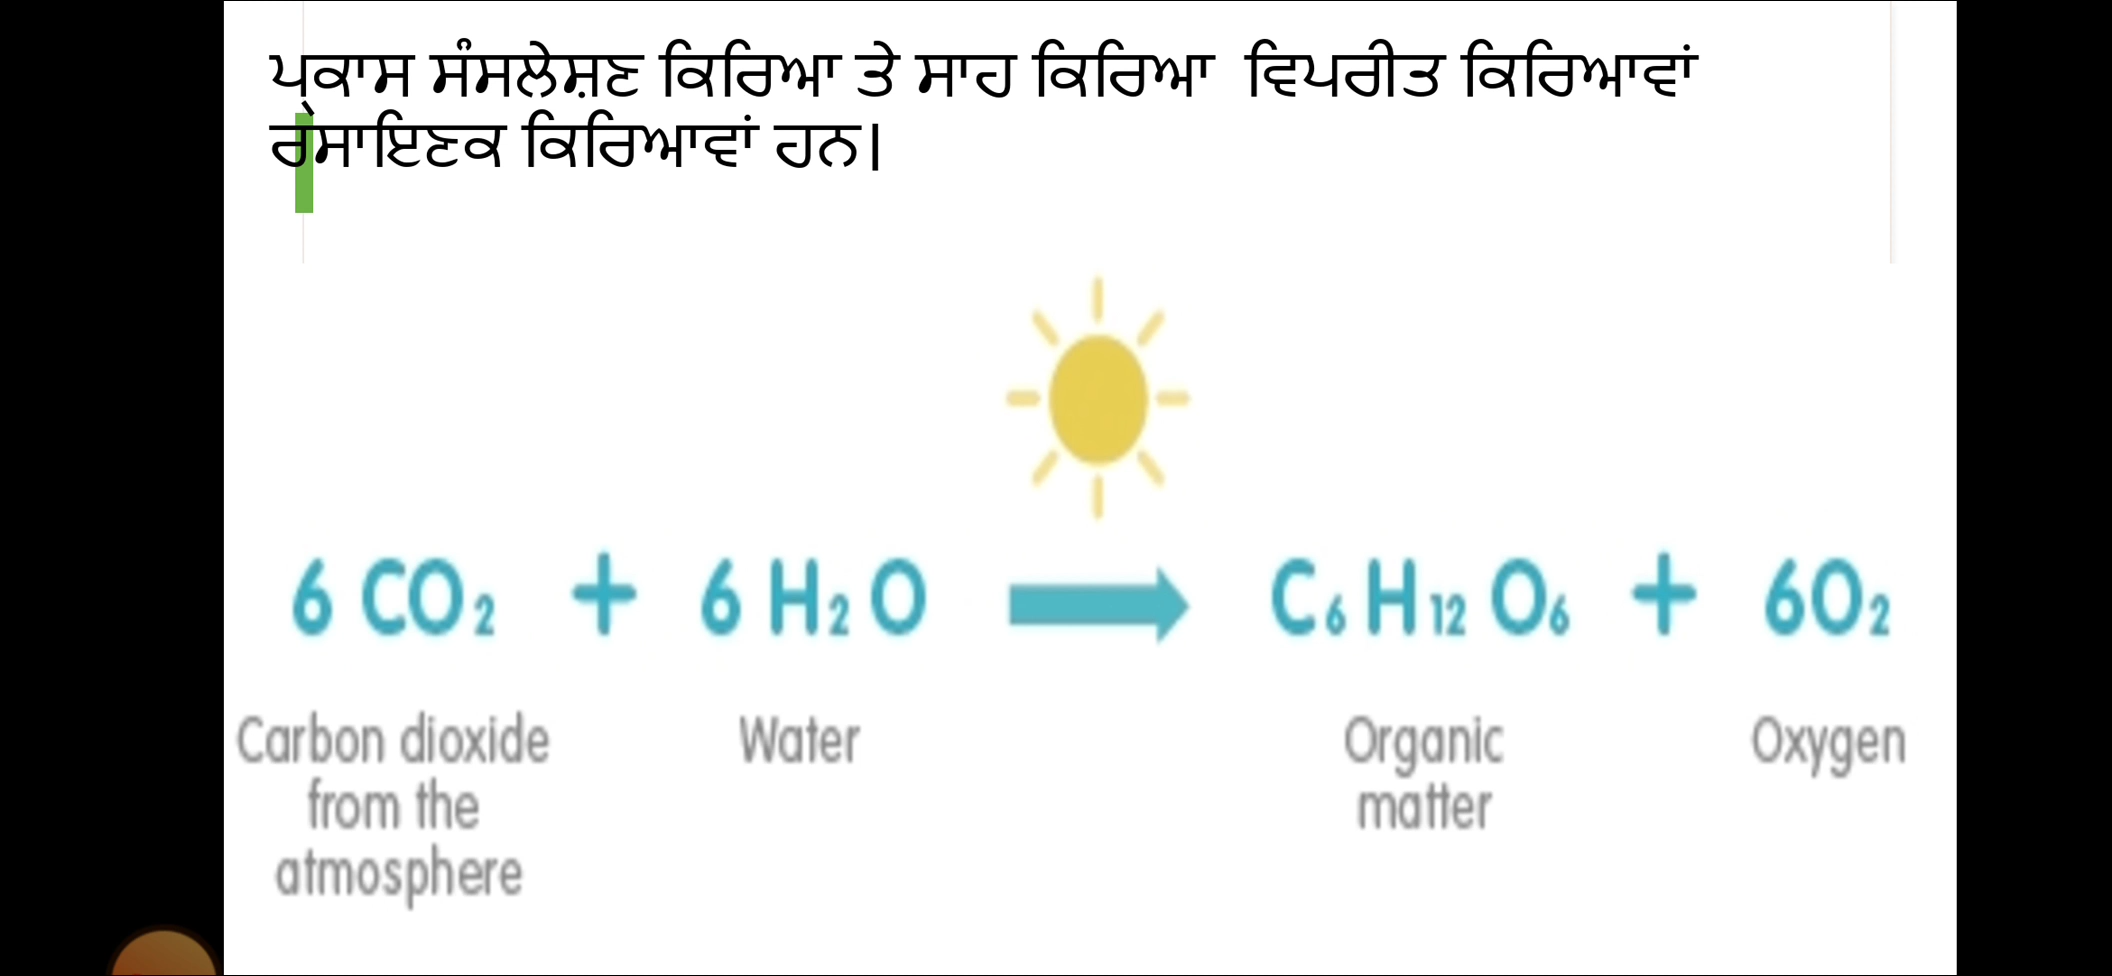 ਪ੍ਰਕਾਸ ਸੰਸਲੇਸ਼ਣ ਕਿਰਿਆ ਤੇ ਸਾਹ ਕਿਰਿਆ  ਵਿਪਰੀਤ ਕਿਰਿਆਵਾਂ
ਰਸਾਇਣਕ ਕਿਰਿਆਵਾਂ ਹਨ।
6 CO₂ + 6 H₂O → C₆H₁₂O₆ + 6O₂
Carbon dioxide Water Organic Oxygen
from the matter
atmosphere